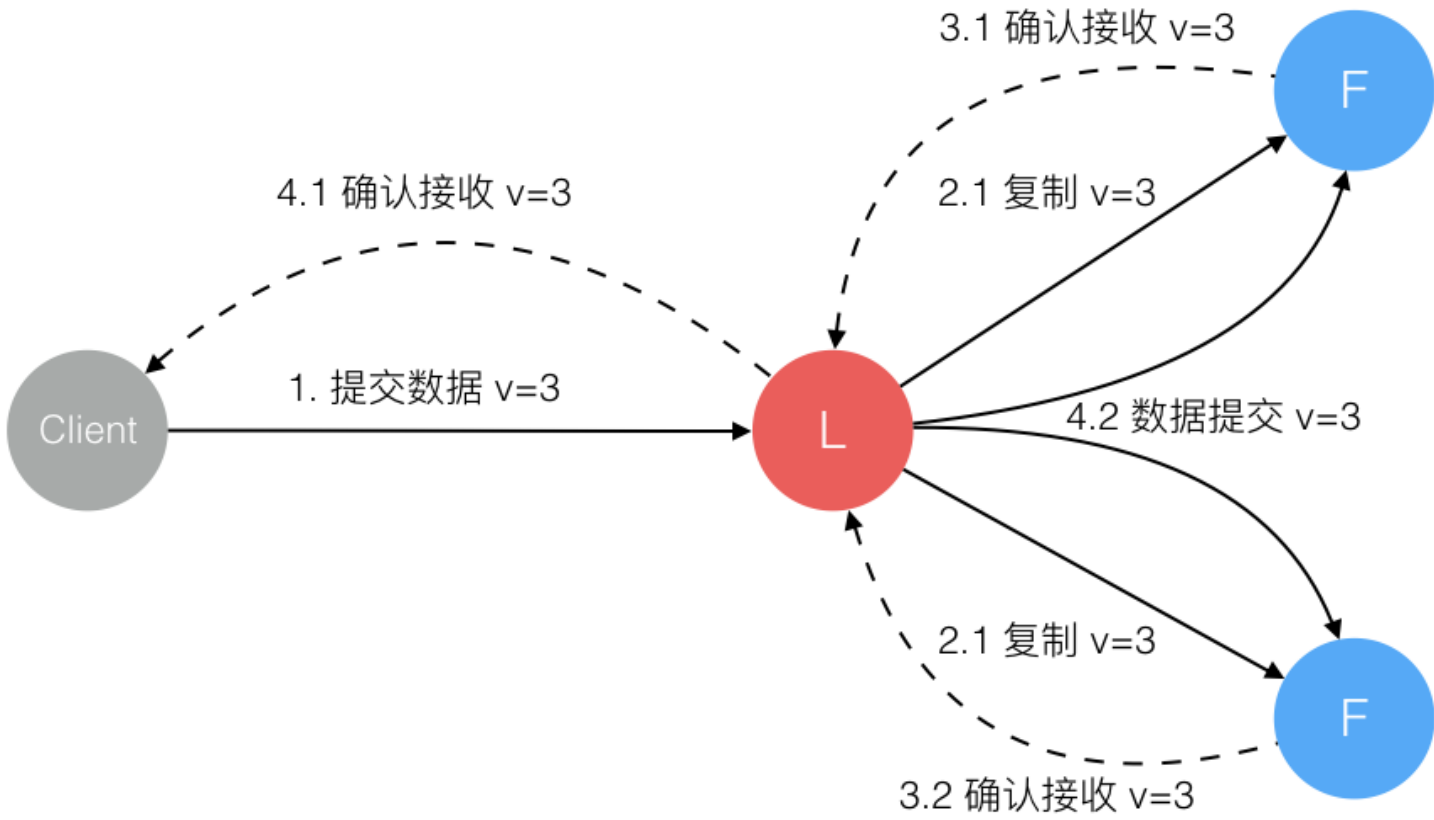 3.1 确认接收 v=3
F
2.1 复制 v=3
4.1 确认接收 v=3
1. 提交数据 v=3
Client
L
4.2 数据提交 v=3
2.1 复制 v=3
F
3.2 确认接收 v=3